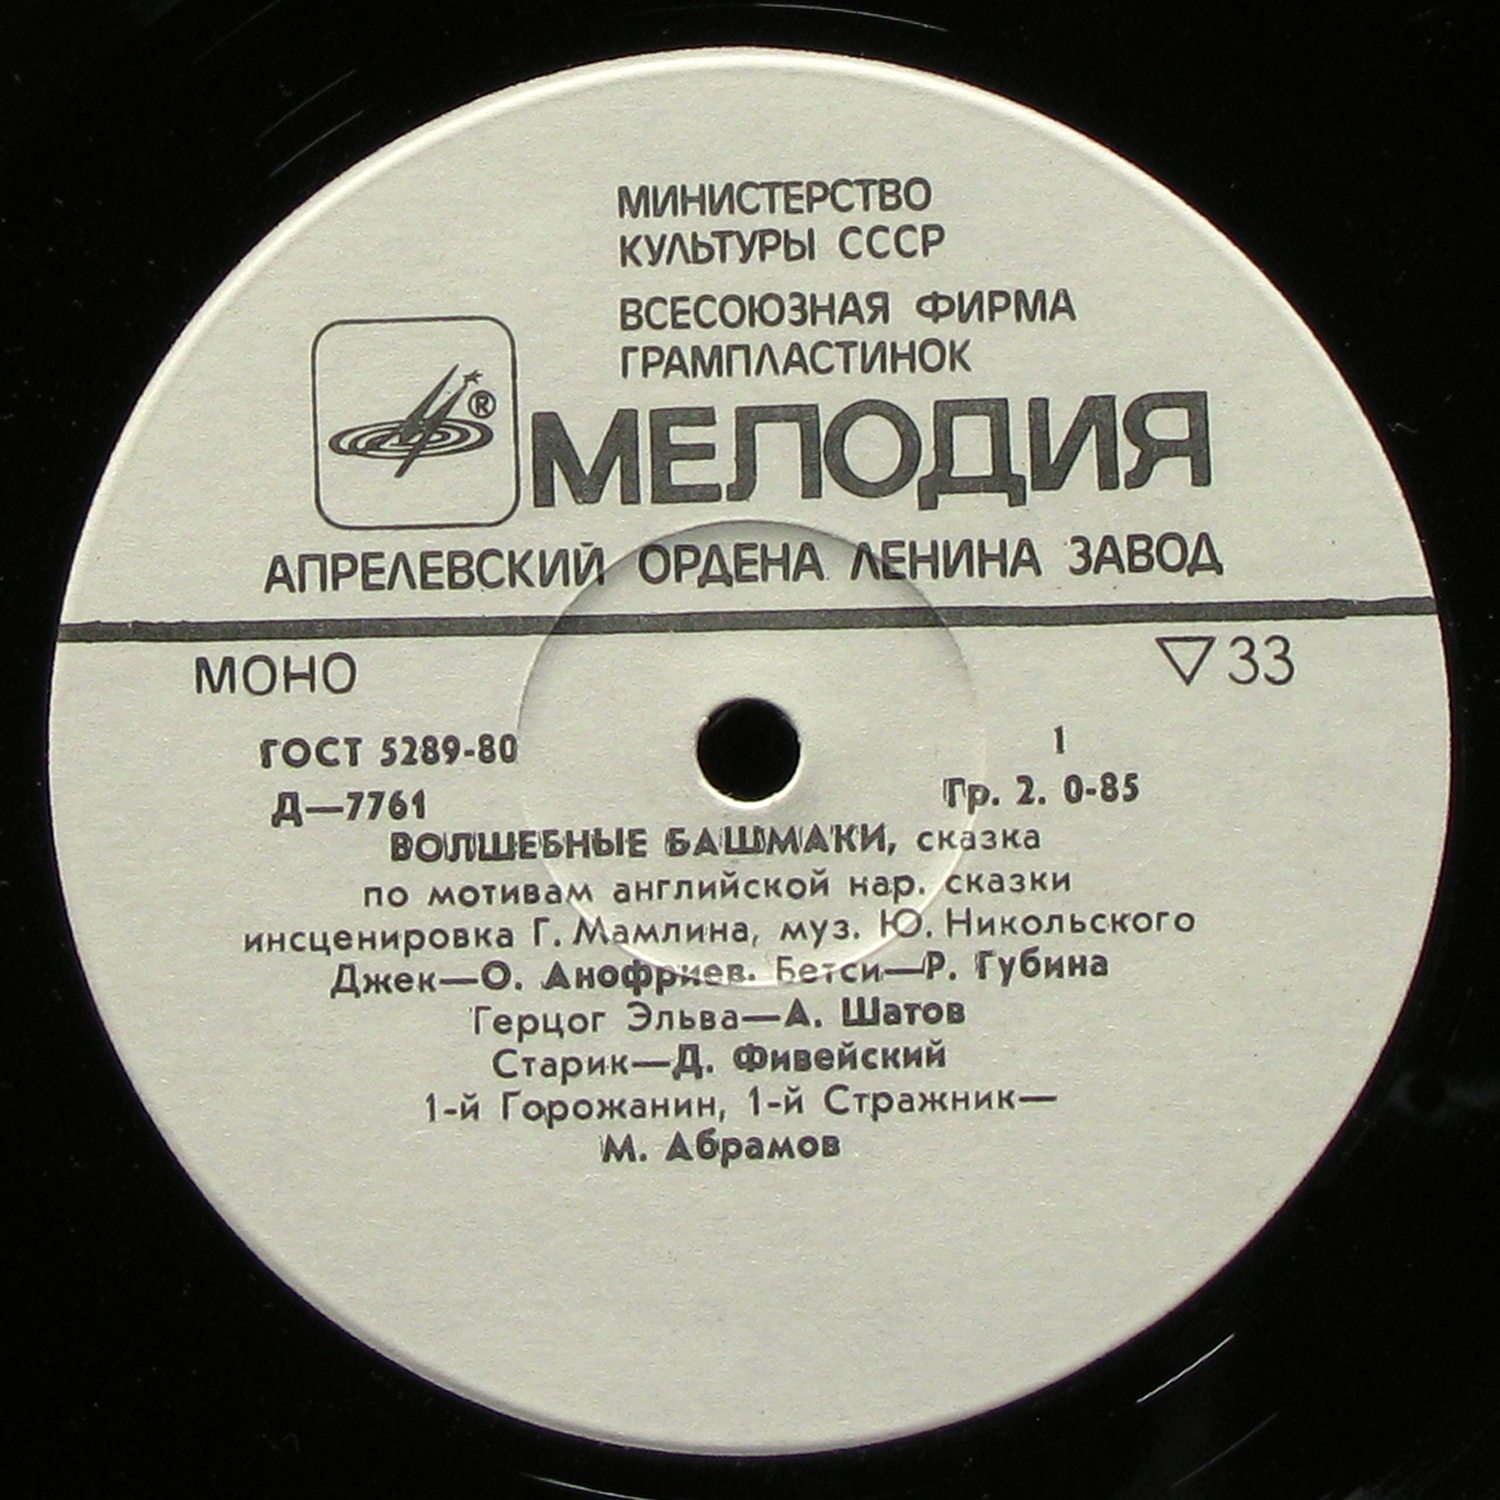 МИНИСТЕРСТВО
КУЛЬТУРЫ СССР
ВСЕСОЮЗНАЯ ФИРМА
ГРАМПЛАСТИНОК
®
МЕЛОДИЯ
АПРЕЛЕВСКИЙ ОРДЕНА ЛЕНИНА ЗАВОД
МОНО
▽33
ГОСТ 5289-80
1
Д—7761
Гр. 2. 0-85
ВОЛШЕБНЫЕ БАШМАКИ, сказка
по мотивам английской нар. сказки
инсценировка Г. Мамлина, муз. Ю. Никольского
Джек—О. Анофриев. Бетси—Р. Губина
Герцог Эльва—А. Шатов
Старик—Д. Фивейский
1-й Горожанин, 1-й Стражник—
М. Абрамов